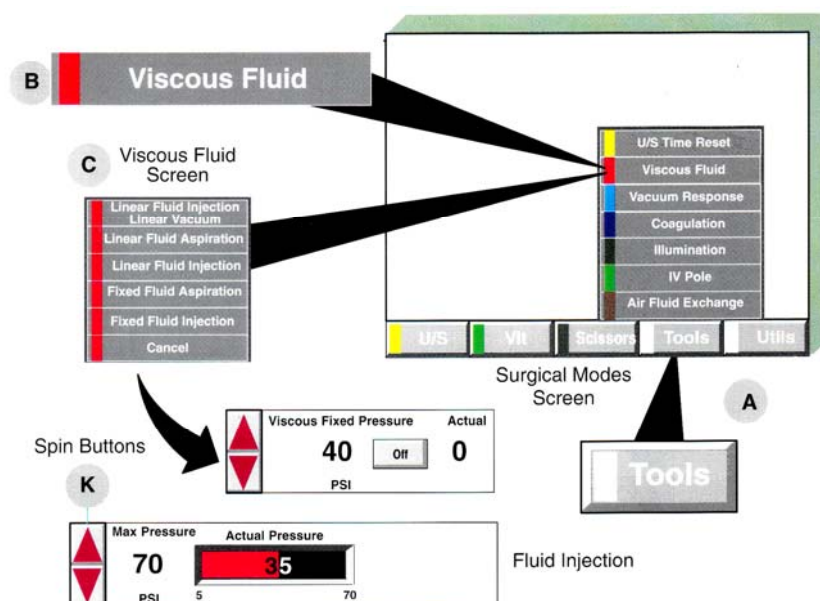 B
Viscous Fluid
C
Viscous Fluid
Screen
Linear Fluid Injection
Linear Vacuum
Linear Fluid Aspiration
Linear Fluid Injection
Fixed Fluid Aspiration
Fixed Fluid Injection
Cancel
U/S Time Reset
Viscous Fluid
Vacuum Response
Coagulation
Illumination
IV Pole
Air Fluid Exchange
U/S
Vit
Scissors
Tools
Utils
Surgical Modes
Screen
A
Tools
Viscous Fixed Pressure
Actual
40
Off
0
PSI
Spin Buttons
K
Max Pressure
Actual Pressure
70
35
PSI
5
70
Fluid Injection